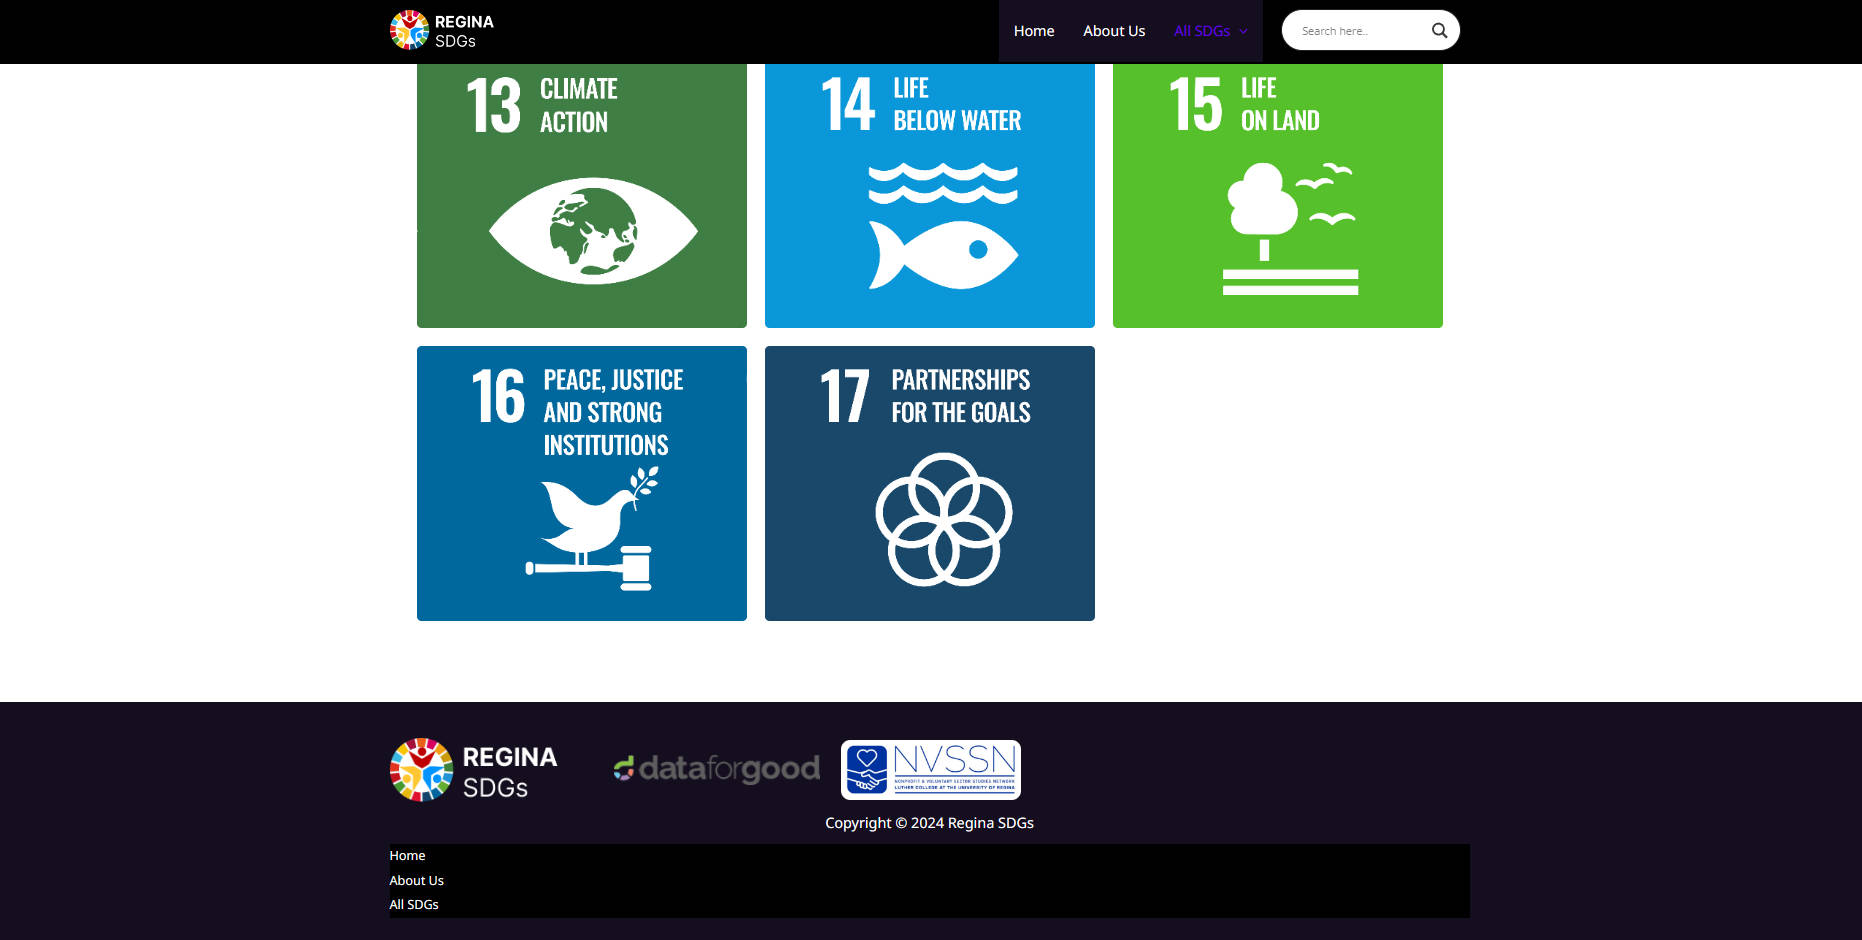 REGINA
SDGs
Home
About Us
All SDGs
Search here..
13
CLIMATE
ACTION
14
LIFE
BELOW WATER
15
LIFE
ON LAND
16
PEACE, JUSTICE
AND STRONG
INSTITUTIONS
17
PARTNERSHIPS
FOR THE GOALS
REGINA
SDGs
dataforgood
NVSSN
NONPROFIT & VOLUNTARY SECTOR STUDIES NETWORK
LUTHER COLLEGE AT THE UNIVERSITY OF REGINA
Copyright © 2024 Regina SDGs
Home
About Us
All SDGs